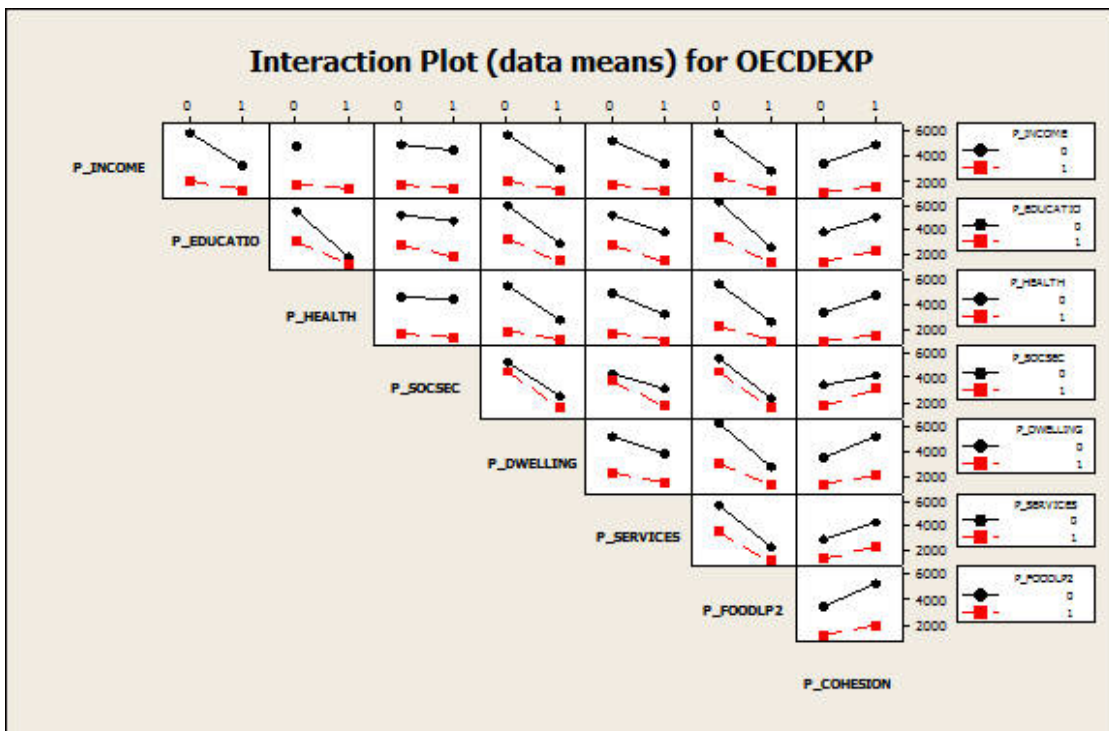 Interaction Plot (data means) for OECDEXP
0 1 0 1 0 1 0 1 0 1 0 1 0 1
P_INCOME
6000
4000
2000
P_INCOME
0
1
P_EDUCATIO
6000
4000
2000
P_EDUCATIO
0
1
P_HEALTH
6000
4000
2000
P_HEALTH
0
1
P_SOCSEC
6000
4000
2000
P_SOCSEC
0
1
P_DWELLING
6000
4000
2000
P_DWELLING
0
1
P_SERVICES
6000
4000
2000
P_SERVICES
0
1
P_FOODLP2
6000
4000
2000
P_FOODLP2
0
1
P_COHESION